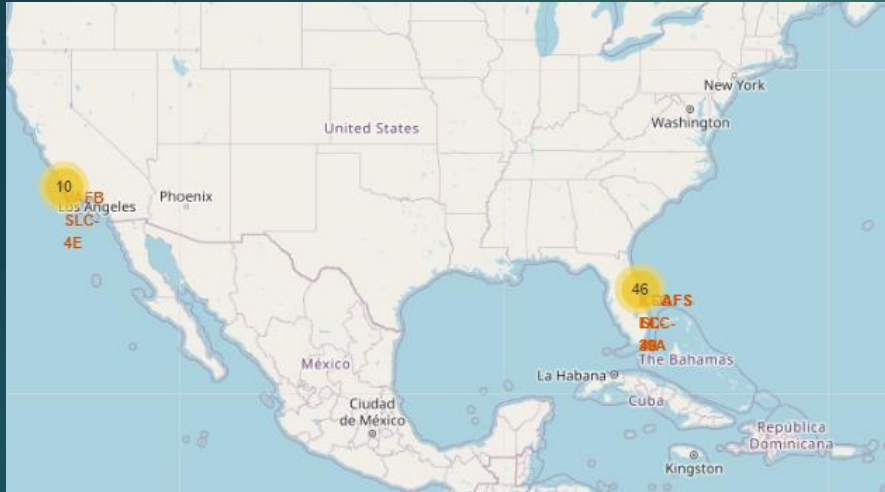 New York
Washington
United States
10
Los Angeles
SLC-
4E
Phoenix
46
The Bahamas
México
La Habana
Cuba
Ciudad
de México
República
Dominicana
Kingston